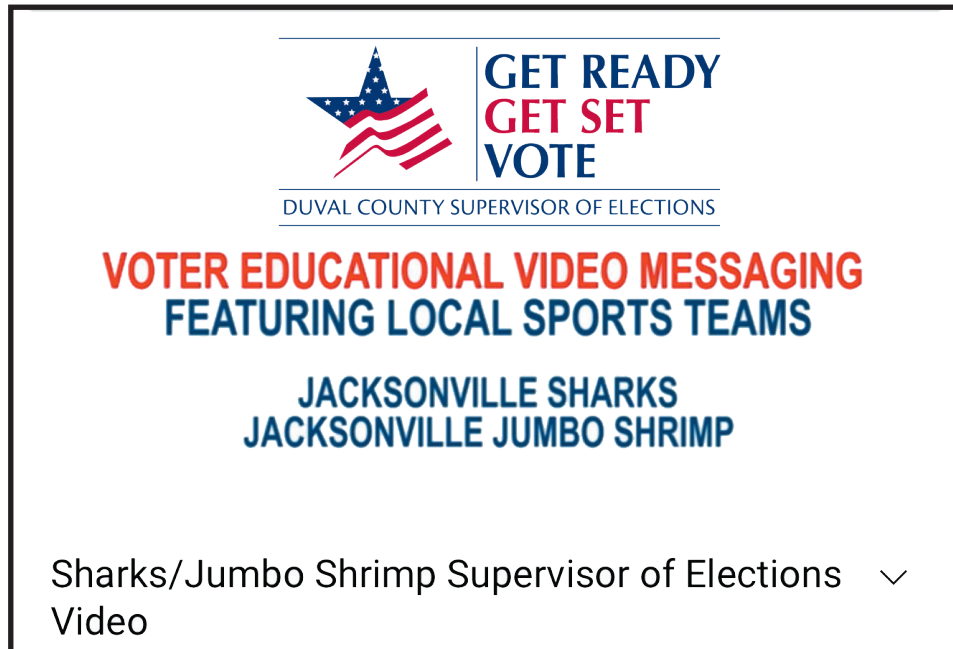 GET READY
GET SET
VOTE
DUVAL COUNTY SUPERVISOR OF ELECTIONS
VOTER EDUCATIONAL VIDEO MESSAGING
FEATURING LOCAL SPORTS TEAMS
JACKSONVILLE SHARKS
JACKSONVILLE JUMBO SHRIMP
Sharks/Jumbo Shrimp Supervisor of Elections
Video